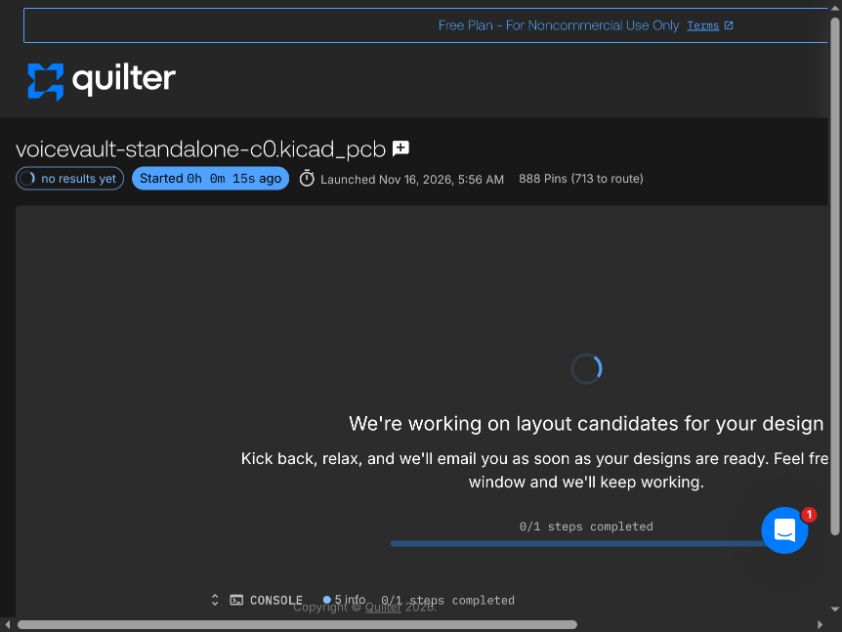 Free Plan - For Noncommercial Use Only Terms
quilter
voicevault-standalone-c0.kicad_pcb
no results yet Started 0h 0m 15s ago Launched Nov 16, 2026, 5:56 AM 888 Pins (713 to route)
We're working on layout candidates for your design
Kick back, relax, and we'll email you as soon as your designs are ready. Feel fre
window and we'll keep working.
0/1 steps completed
1
CONSOLE 5 info 0/1 steps completed
Copyright © Quilter 2026.